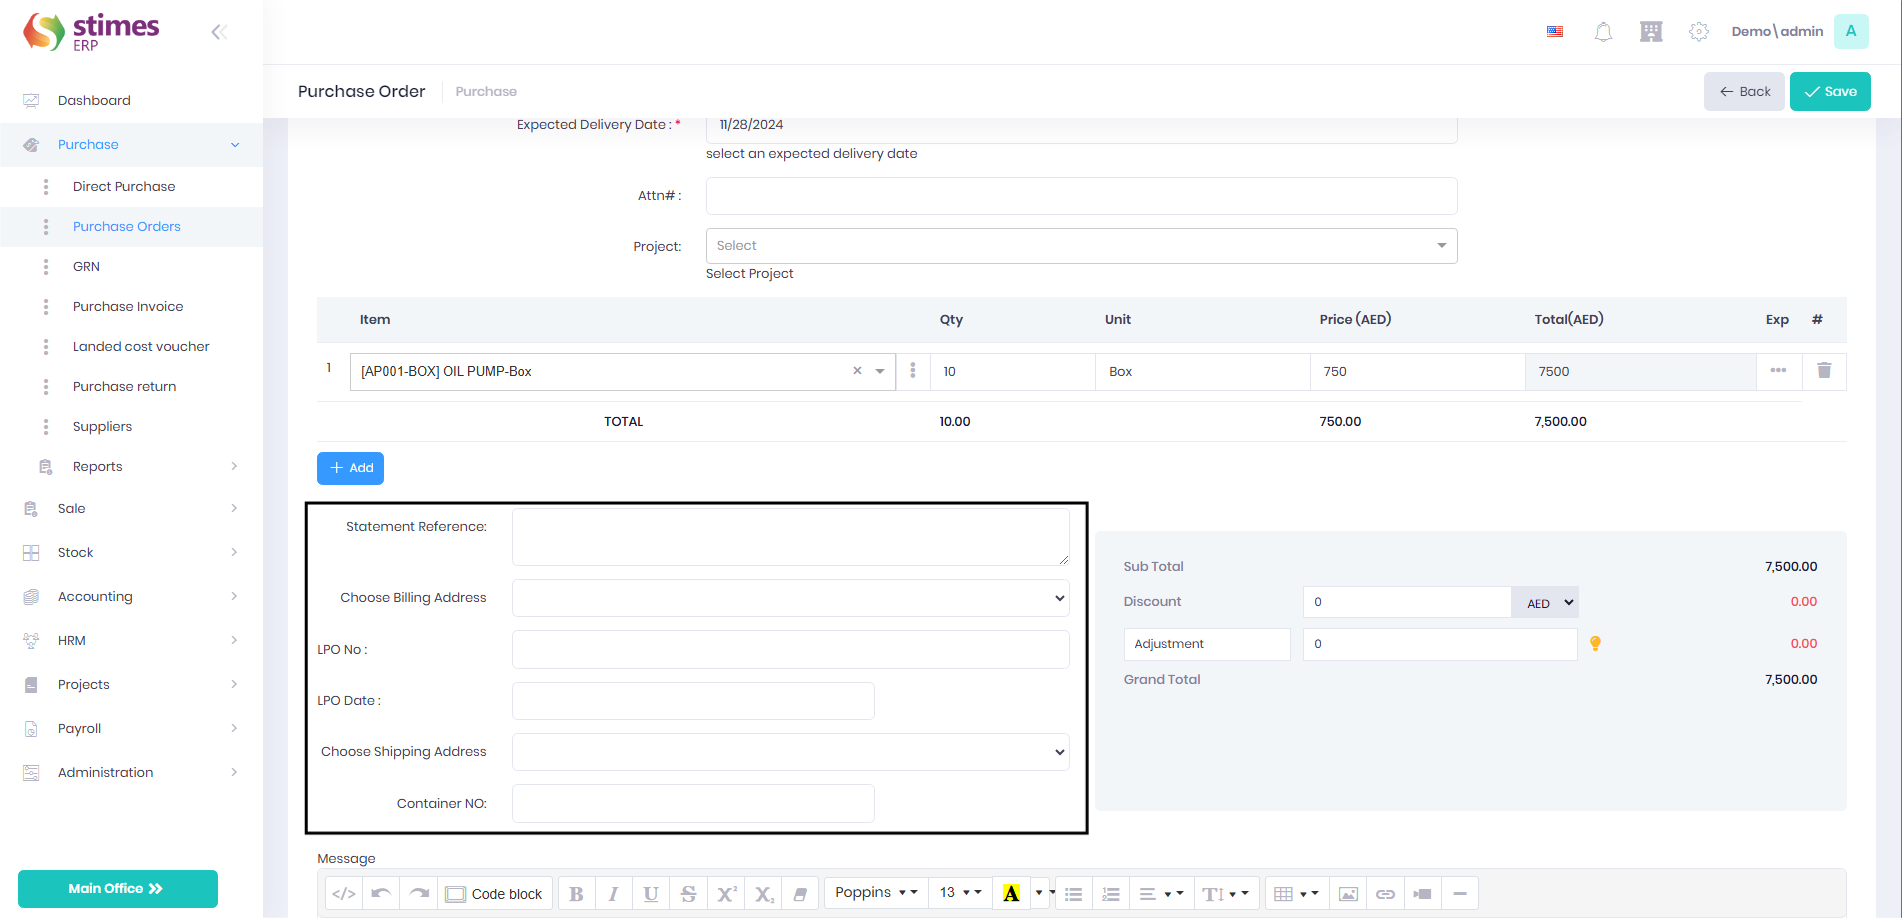 stimes
ERP
Demo\admin
A
Purchase Order
Purchase
Back
Save
Dashboard
Purchase
Direct Purchase
Purchase Orders
GRN
Purchase Invoice
Landed cost voucher
Purchase return
Suppliers
Reports
Sale
Stock
Accounting
HRM
Projects
Payroll
Administration
Main Office
Expected Delivery Date : *
11/28/2024
select an expected delivery date
Attn# :
Project:
Select
Select Project
Item Qty Unit Price (AED) Total(AED) Exp #
1 [AP001-BOX] OIL PUMP-Box × 10 Box 750 7500
TOTAL 10.00 750.00 7,500.00
+ Add
Statement Reference:
Choose Billing Address
LPO No :
LPO Date :
Choose Shipping Address
Container NO:
Sub Total 7,500.00
Discount 0 AED 0.00
Adjustment 0 0.00
Grand Total 7,500.00
Message
</> Code block B I U S X² X₂ Poppins 13 A T